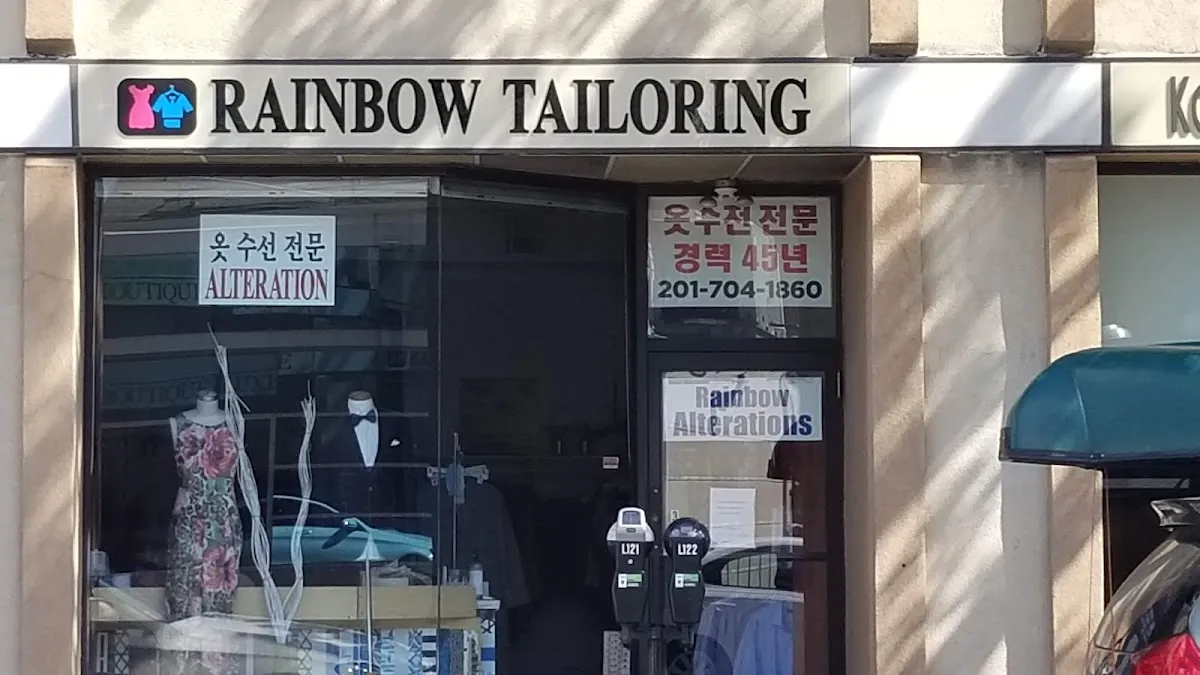 RAINBOW TAILORING
옷 수선 전문
ALTERATION
옷수전 전문
경력 45년
201-704-1860
Rainbow
Alterations
L121
L122